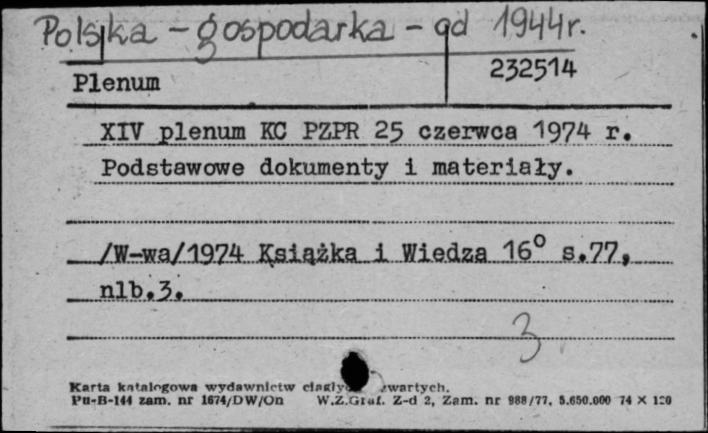 Polska - gospodarka - od 1944r.
Plenum 232514
XIV plenum KC PZPR 25 czerwca 1974 r.
Podstawowe dokumenty i materiały.
/W-wa/1974 Książka i Wiedza 16° s.77,
nlb.3.
3
Karta katalogowa wydawnictw zwartych.
Pu-B-144 zam. nr 1674/DW/On W.Z.Graf. Z-d 2, Zam. nr 988/77, 5.650.000 74 X 120